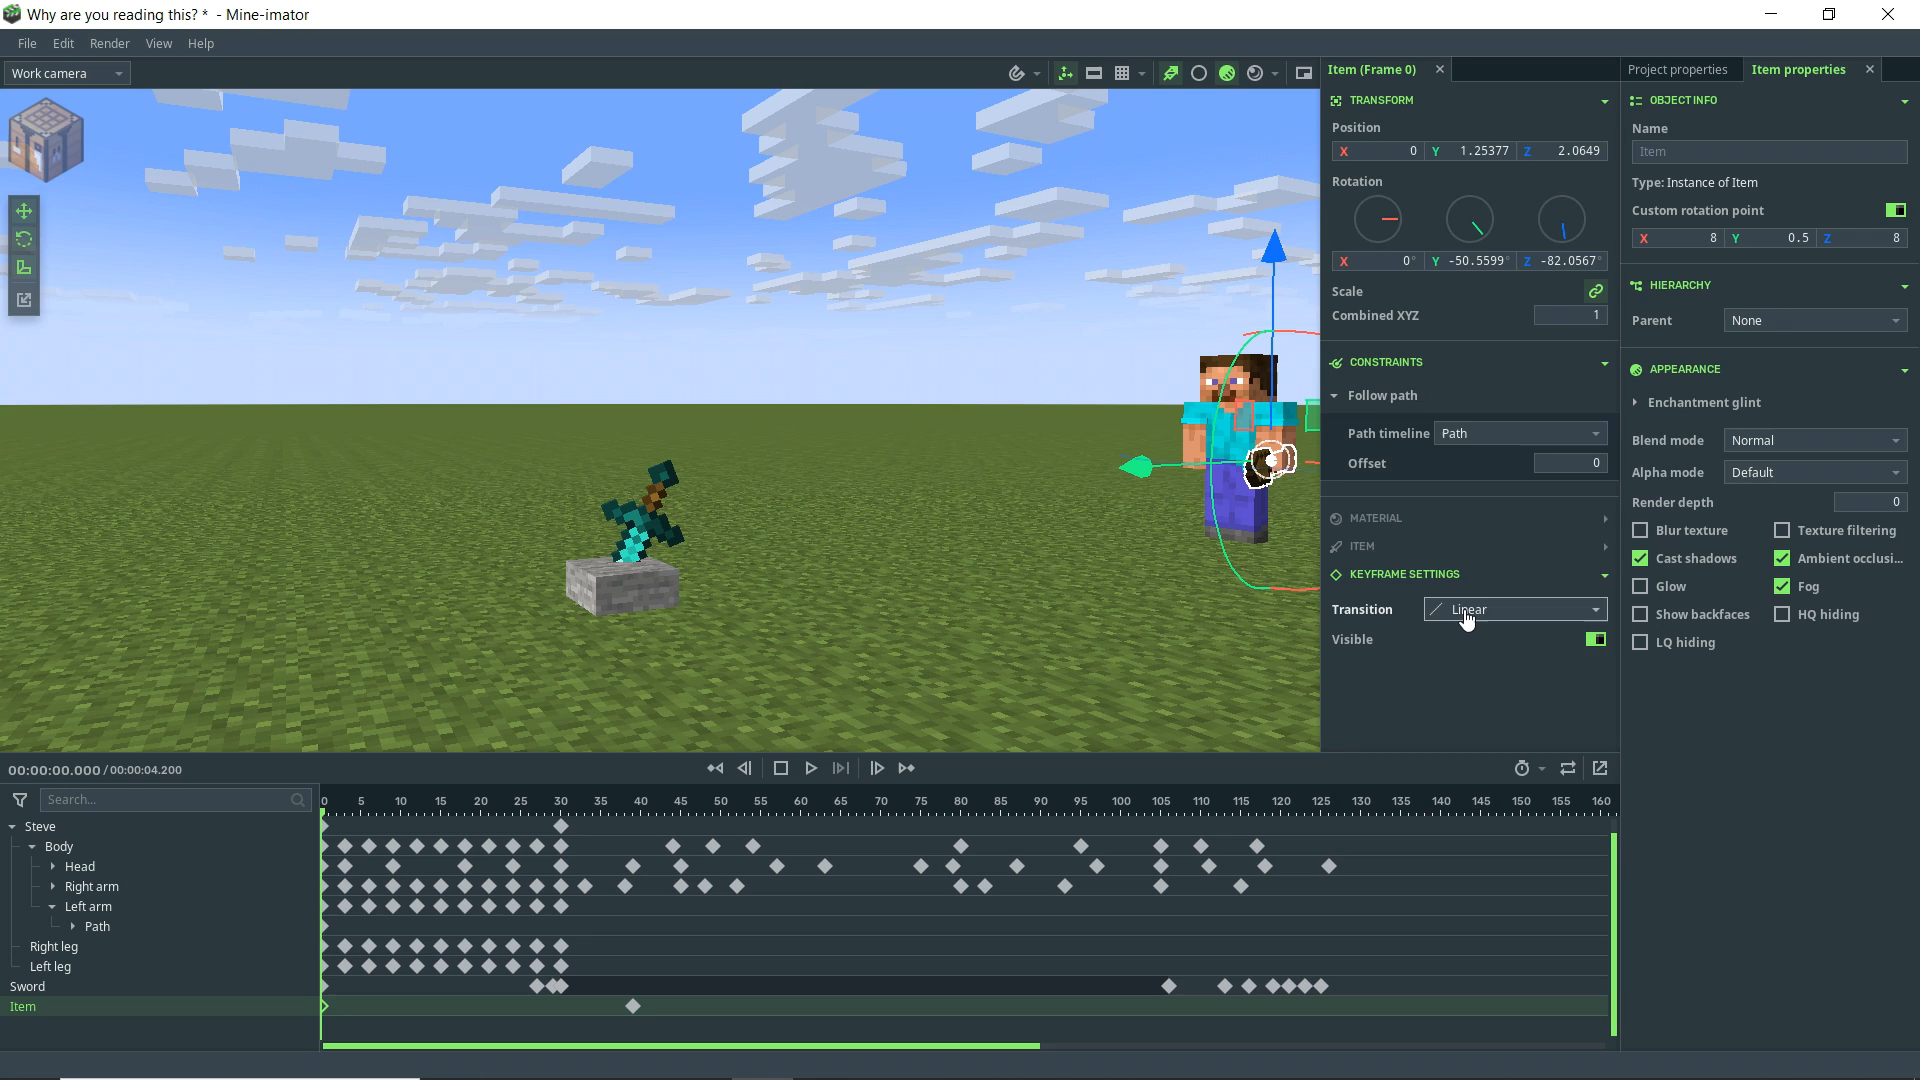 Why are you reading this? * - Mine-imator
File Edit Render View Help
Work camera
Item (Frame 0)
TRANSFORM
Position
X 0 Y 1.25377 Z 2.0649
Rotation
X 0° Y -50.5599° Z -82.0567°
Scale
Combined XYZ 1
CONSTRAINTS
Follow path
Path timeline Path
Offset 0
MATERIAL
ITEM
KEYFRAME SETTINGS
Transition Linear
Visible
Project properties Item properties
OBJECT INFO
Name
Item
Type: Instance of Item
Custom rotation point
X 8 Y 0.5 Z 8
HIERARCHY
Parent None
APPEARANCE
Enchantment glint
Blend mode Normal
Alpha mode Default
Render depth 0
Blur texture Texture filtering
Cast shadows Ambient occlusi...
Glow Fog
Show backfaces HQ hiding
LQ hiding
00:00:00.000 / 00:00:04.200
Search...
0 5 10 15 20 25 30 35 40 45 50 55 60 65 70 75 80 85 90 95 100 105 110 115 120 125 130 135 140 145 150 155 160
Steve
Body
Head
Right arm
Left arm
Path
Right leg
Left leg
Sword
Item